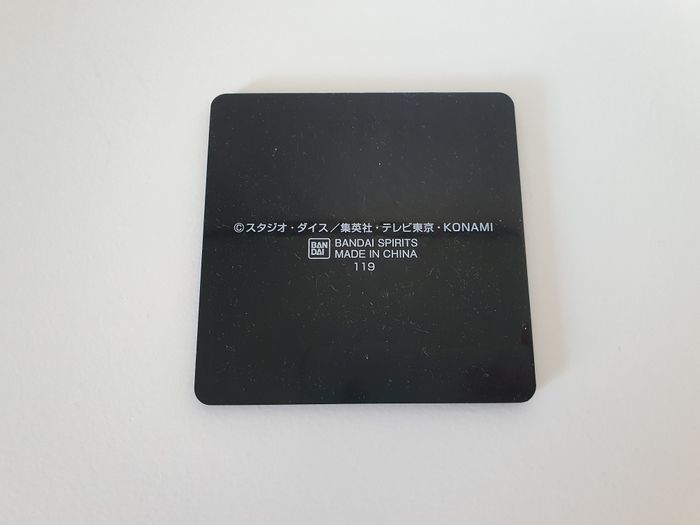 ©スタジオ・ダイス／集英社・テレビ東京・KONAMI
BAN
DAI
BANDAI SPIRITS
MADE IN CHINA
119